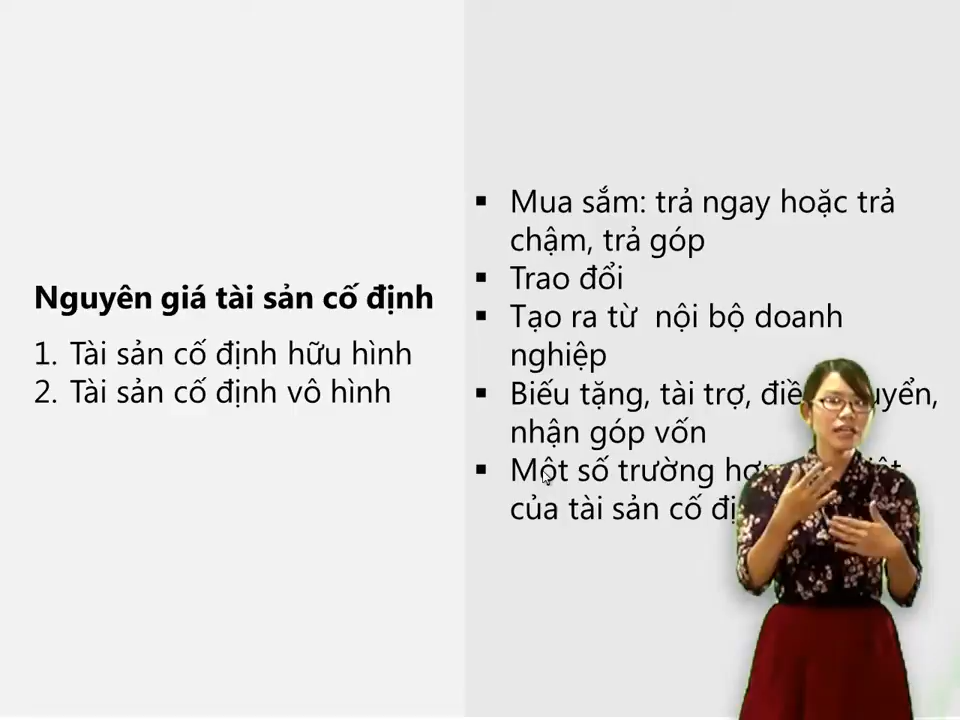 Nguyên giá tài sản cố định
1. Tài sản cố định hữu hình
2. Tài sản cố định vô hình
▪ Mua sắm: trả ngay hoặc trả
chậm, trả góp
▪ Trao đổi
▪ Tạo ra từ nội bộ doanh
nghiệp
▪ Biếu tặng, tài trợ,
nhận góp vốn
▪ Một số trường
của tài sản cố